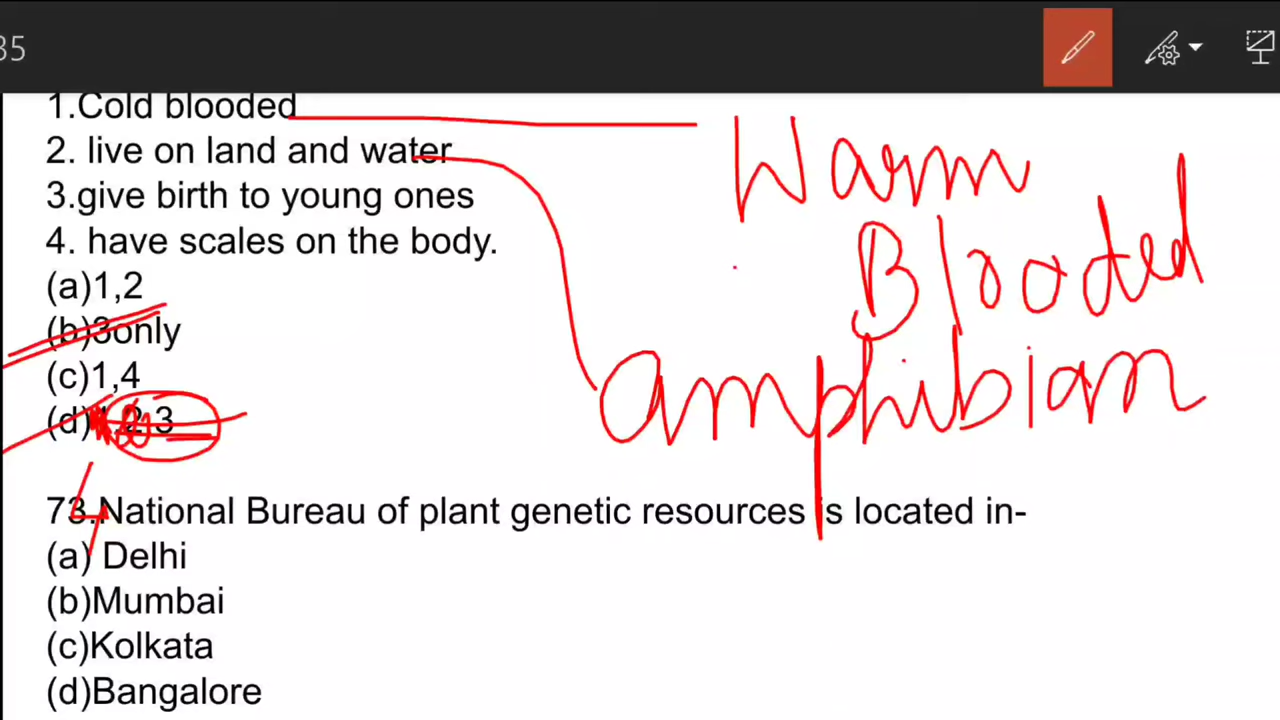 35
1.Cold blooded
Warm
2. live on land and water
3.give birth to young ones
Blooded
4. have scales on the body.
(a)1,2
(b)3only
amphibian
(c)1,4
(d) 2 3
73.National Bureau of plant genetic resources is located in-
(a) Delhi
(b)Mumbai
(c)Kolkata
(d)Bangalore